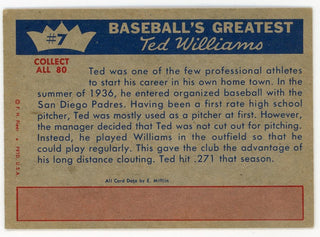 #7
BASEBALL'S GREATEST
Ted Williams
COLLECT
ALL 80
Ted was one of the few professional athletes
to start his career in his own home town. In the
summer of 1936, he entered organized baseball with the
San Diego Padres. Having been a first rate high school
pitcher, Ted was mostly used as a pitcher at first. However,
the manager decided that Ted was not cut out for pitching.
Instead, he played Williams in the outfield so that he
could play regularly. This gave the club the advantage of
his long distance clouting. Ted hit .271 that season.
All Card Data by E. Mifflin